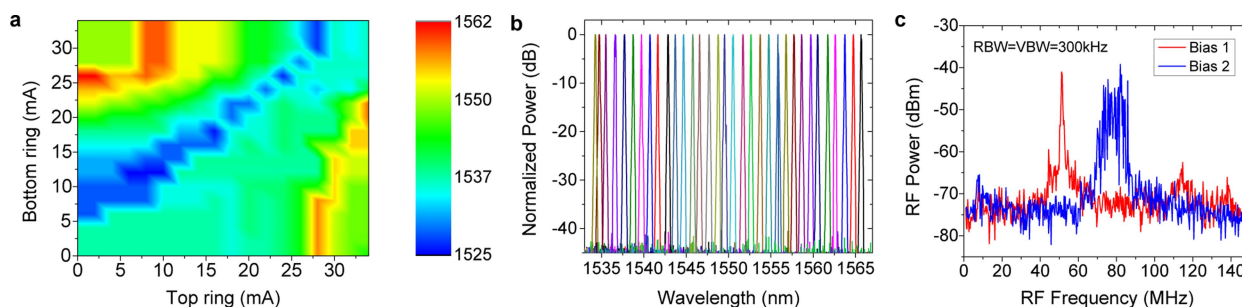 a
Bottom ring (mA)
30
25
20
15
10
5
0
0 5 10 15 20 25 30
Top ring (mA)
1562
1550
1537
1525
b
Normalized Power (dB)
0
-10
-20
-30
-40
1535 1540 1545 1550 1555 1560 1565
Wavelength (nm)
c
RF Power (dBm)
-30
-40
-50
-60
-70
-80
RBW=VBW=300kHz
Bias 1
Bias 2
0 20 40 60 80 100 120 140
RF Frequency (MHz)